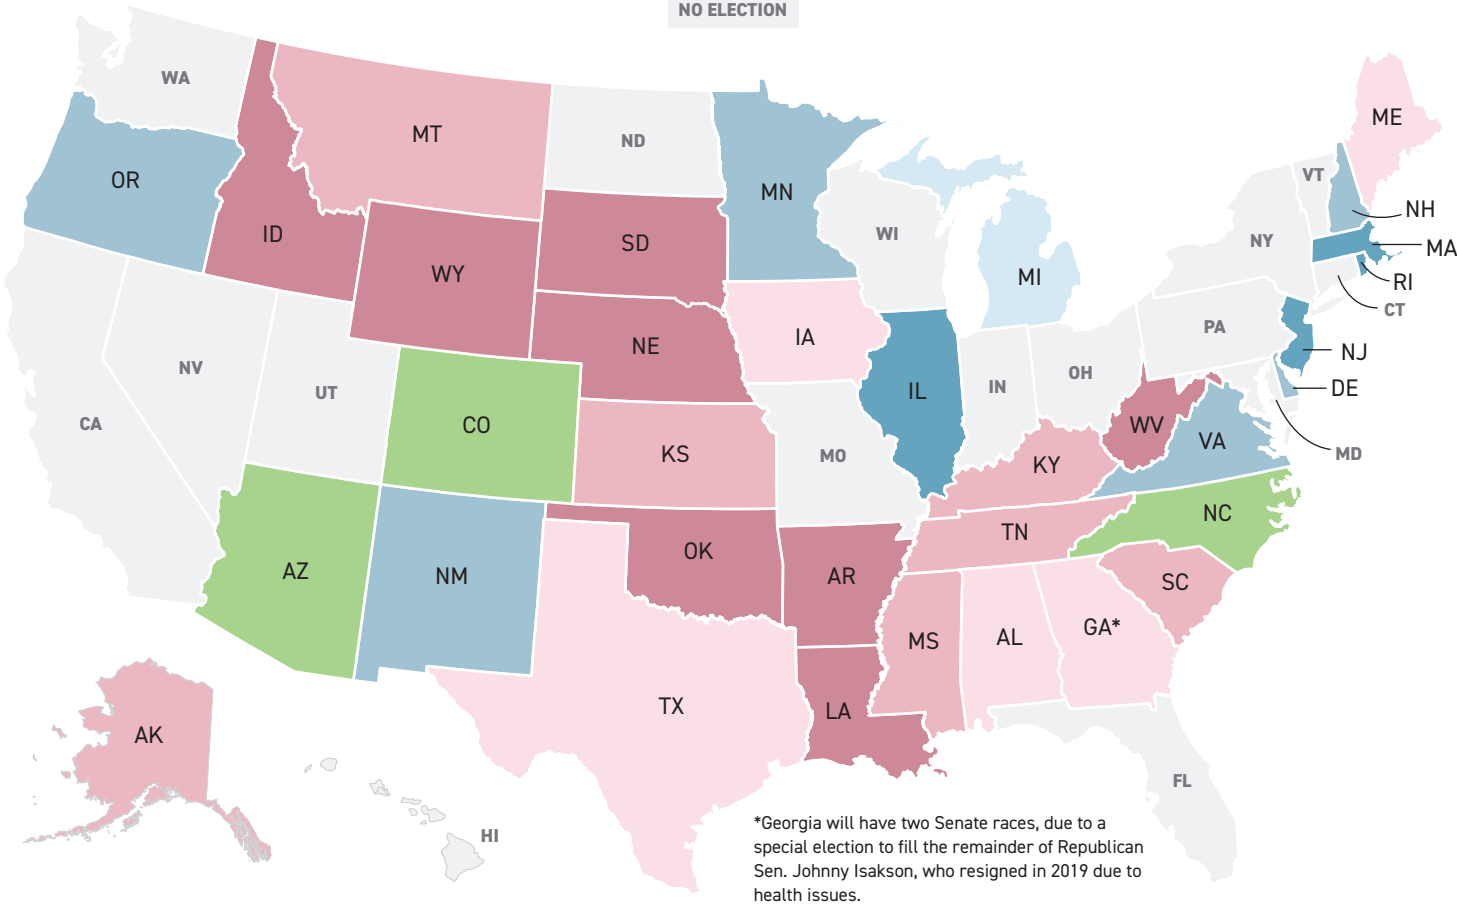 NO ELECTION
WA
MT
ND
ME
OR
MN
VT
ID
SD
WI
NY
NH
WY
MI
MA
RI
CT
NE
IA
PA
NJ
NV
UT
IL
IN
OH
DE
CA
CO
KS
MO
WV
VA
MD
KY
NC
AZ
NM
OK
AR
TN
SC
MS
AL
GA*
TX
LA
AK
FL
HI
*Georgia will have two Senate races, due to a
special election to fill the remainder of Republican
Sen. Johnny Isakson, who resigned in 2019 due to
health issues.